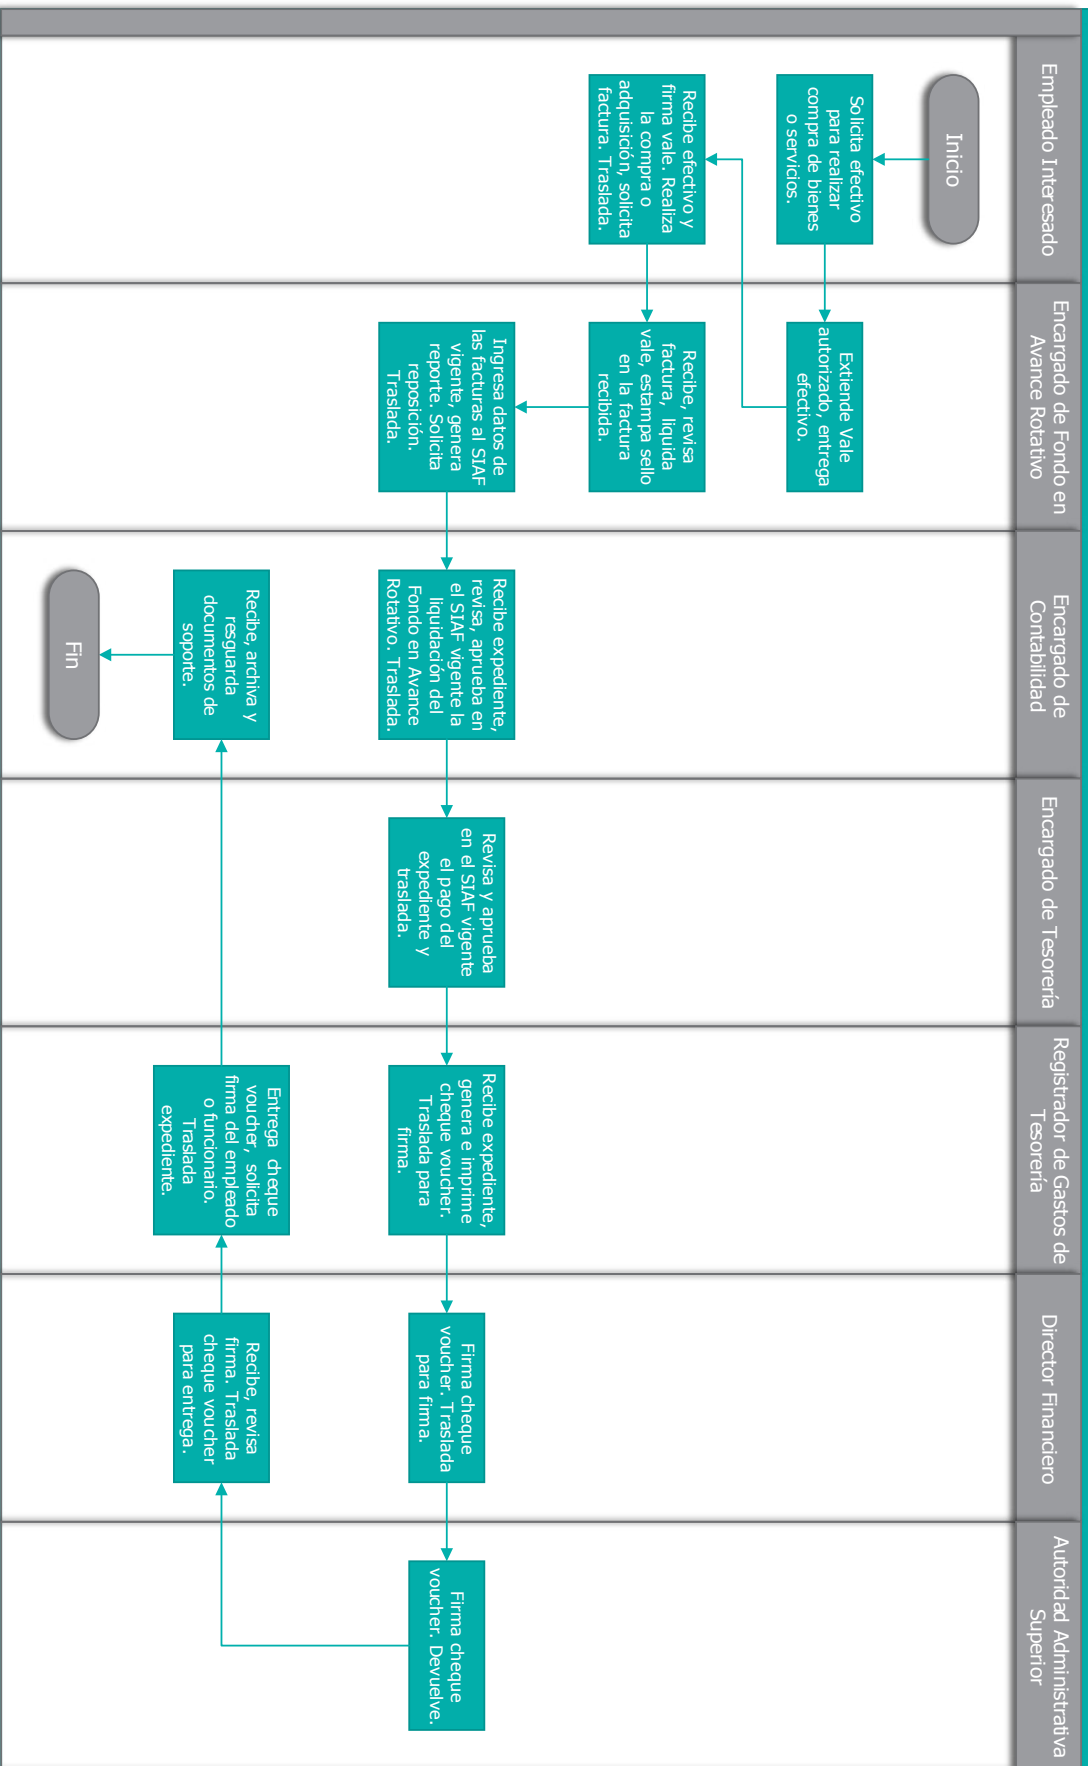 Empleado Interesado
Encargado de Fondo en
Avance Rotativo
Encargado de
Contabilidad
Encargado de Tesorería
Registrador de Gastos de
Tesorería
Director Financiero
Autoridad Administrativa
Superior
Inicio
Solicita efectivo
para realizar
compra de bienes
o servicios.
Extiende Vale
autorizado, entrega
efectivo.
Recibe efectivo y
firma vale. Realiza
la compra o
adquisición, solicita
factura. Traslada.
Recibe, revisa
factura, liquida
vale, estampa sello
en la factura
recibida.
Ingresa datos de
las facturas al SIAF
vigente, genera
reporte. Solicita
reposición.
Traslada.
Recibe expediente,
revisa, aprueba en
el SIAF vigente la
liquidación del
Fondo en Avance
Rotativo. Traslada.
Revisa y aprueba
en el SIAF vigente
el pago del
expediente y
traslada.
Recibe expediente,
genera e imprime
cheque voucher.
Traslada para
firma.
Firma cheque
voucher. Traslada
para firma.
Firma cheque
voucher. Devuelve.
Recibe, revisa
firma. Traslada
cheque voucher
para entrega.
Entrega cheque
voucher, solicita
firma del empleado
o funcionario.
Traslada
expediente.
Recibe, archiva y
resguarda
documentos de
soporte.
Fin